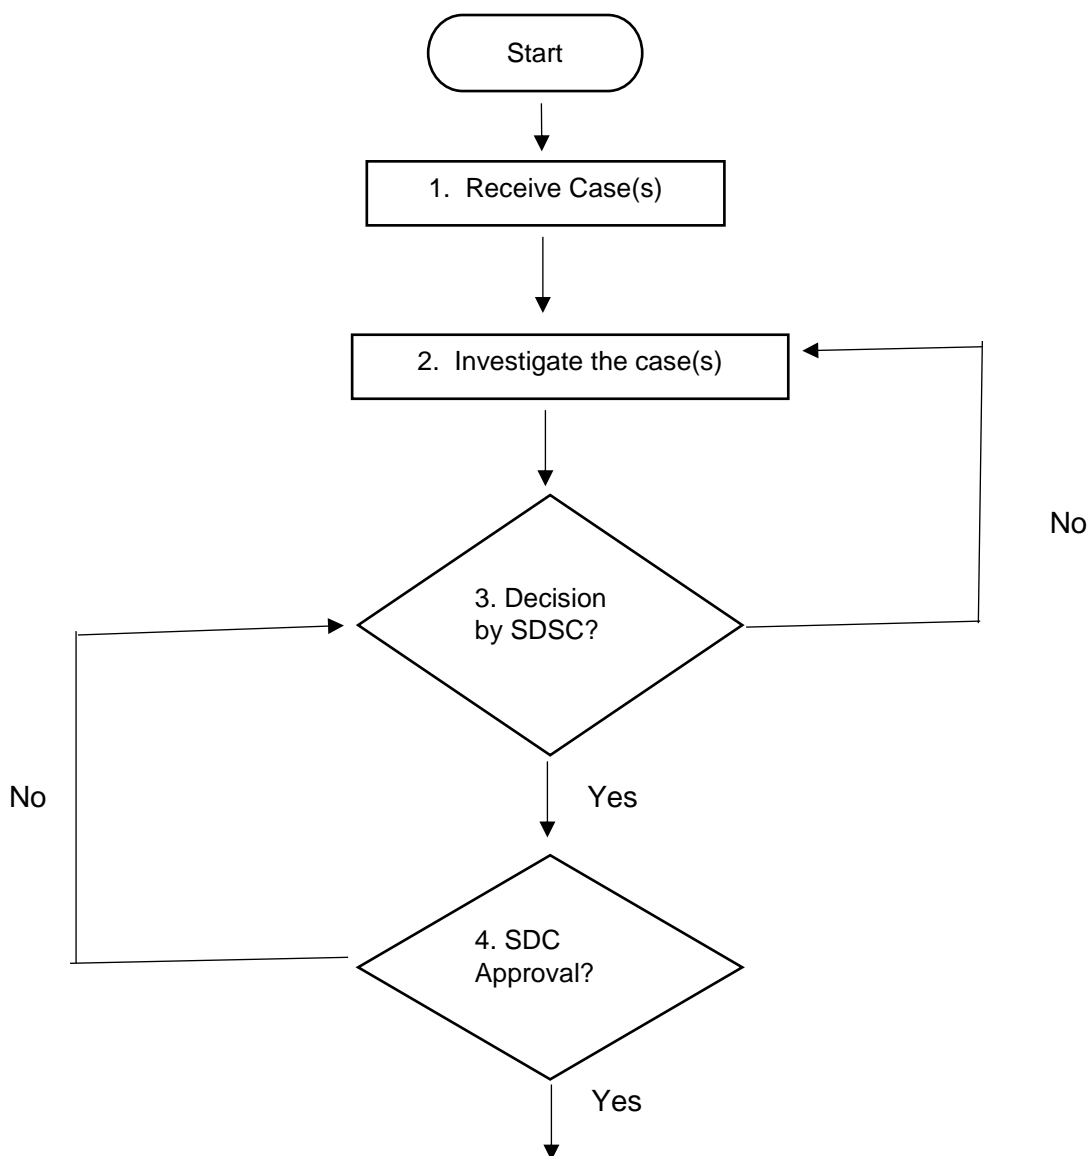 Start
1. Receive Case(s)
2. Investigate the case(s)
No
3. Decision
by SDSC?
No
Yes
4. SDC
Approval?
Yes